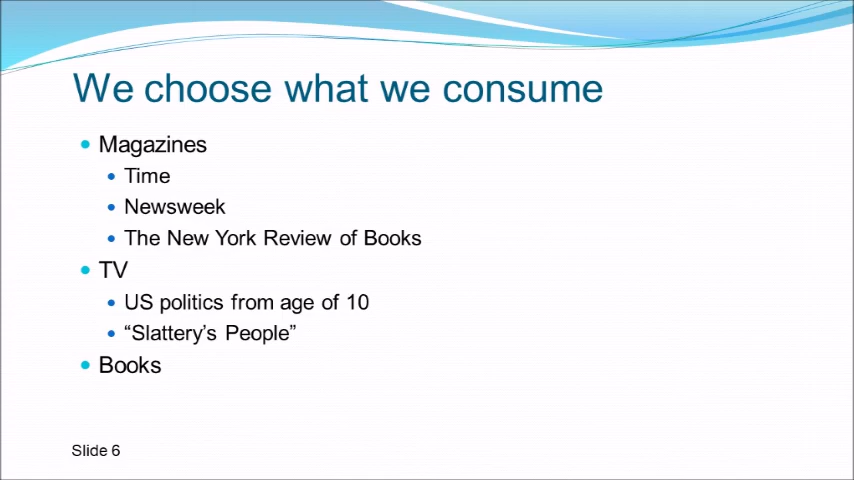 We choose what we consume
Magazines
Time
Newsweek
The New York Review of Books
TV
US politics from age of 10
“Slattery’s People”
Books
Slide 6